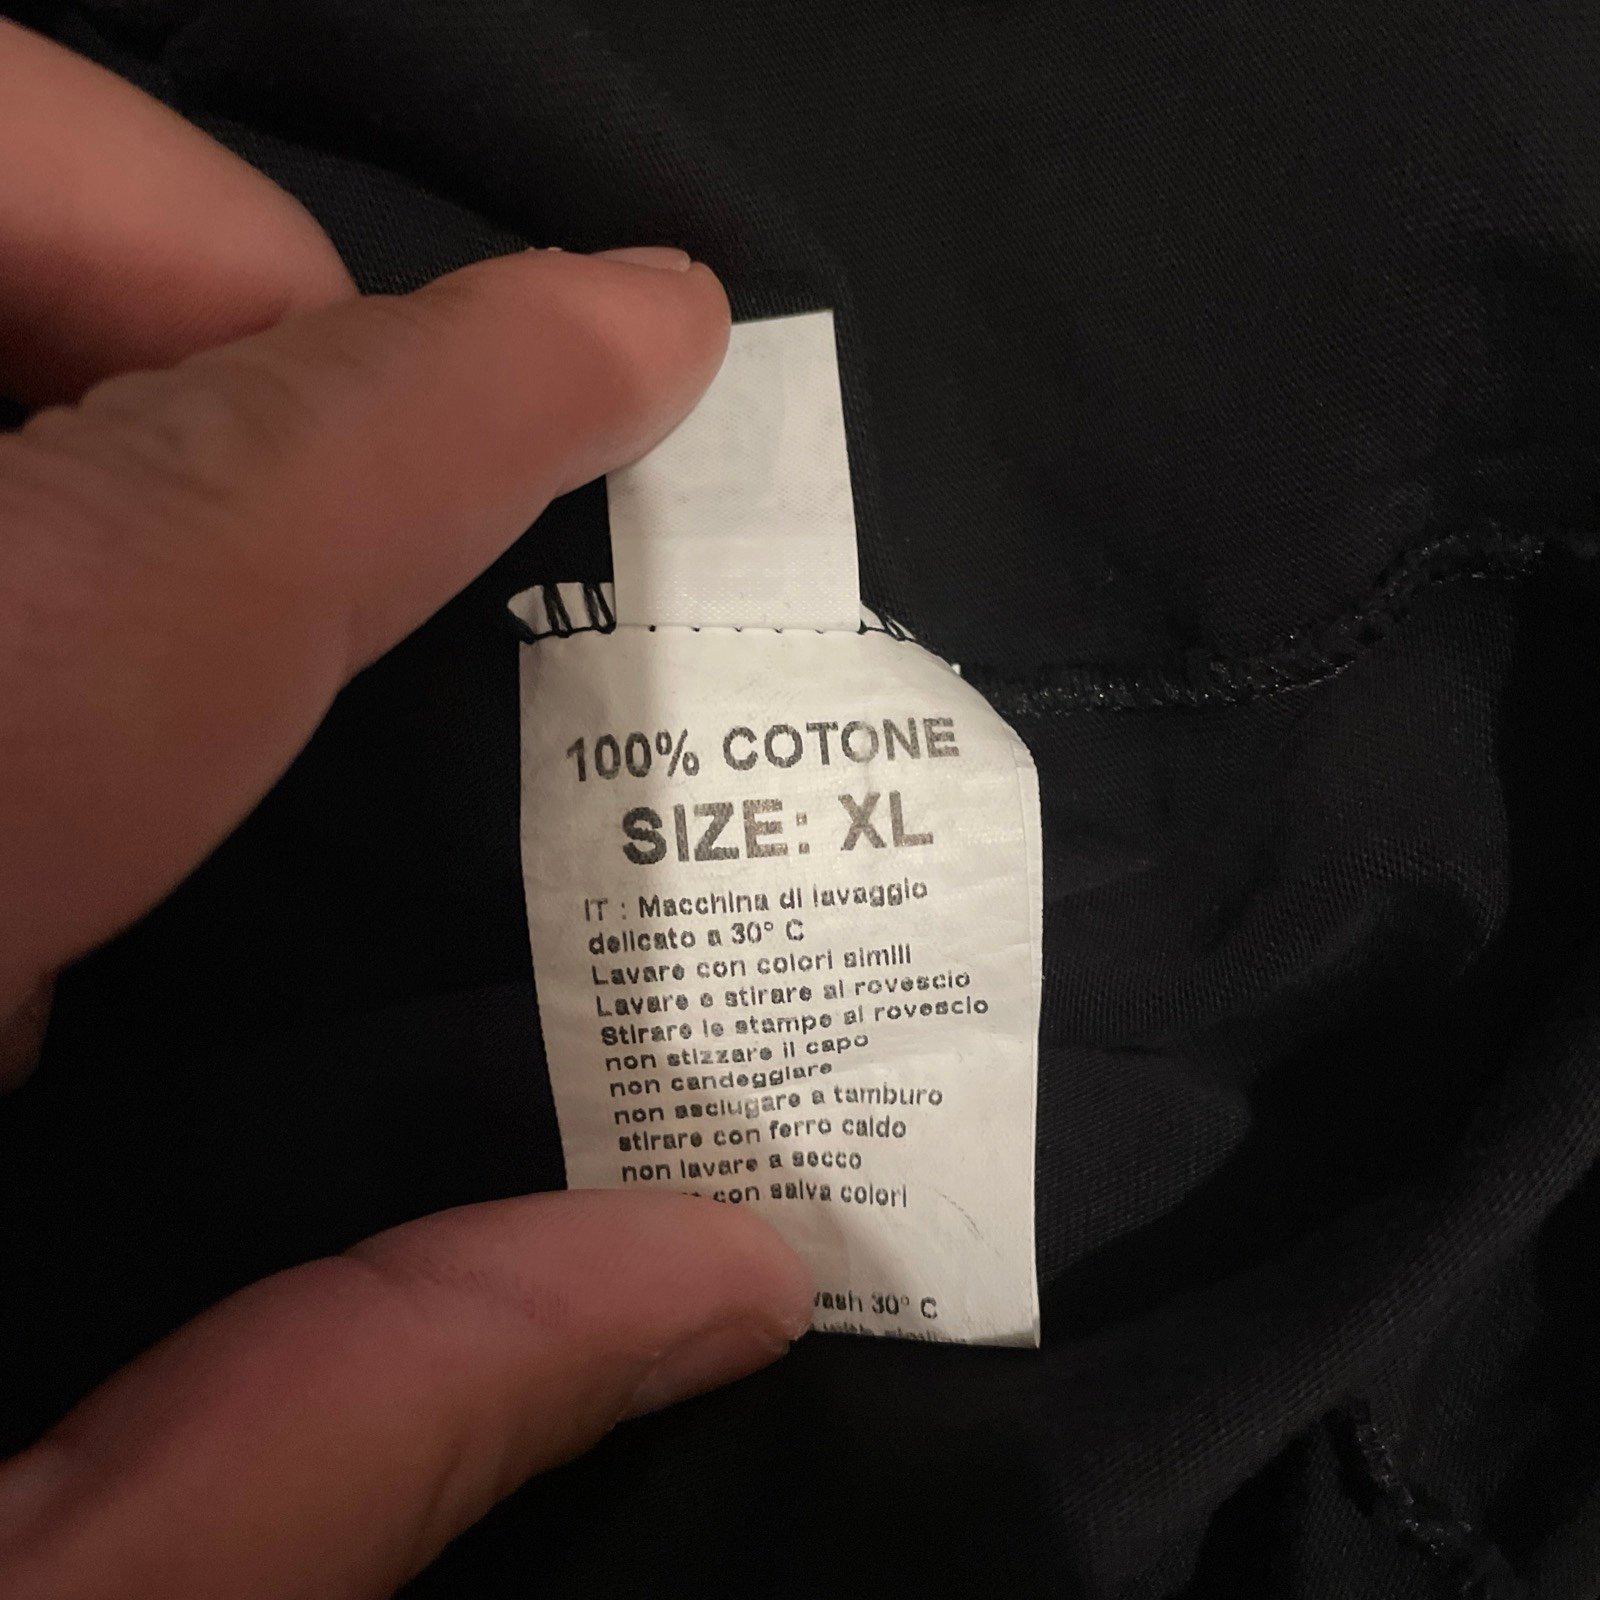 100% COTONE
SIZE: XL
IT : Macchina di lavaggio
delicato a 30° C
Lavare con colori simili
Lavare e stirare al rovescio
Stirare le stampe al rovescio
non stizzare il capo
non candeggiare
non asciugare a tamburo
stirare con ferro caldo
non lavare a secco
con salva colori
30° C
with